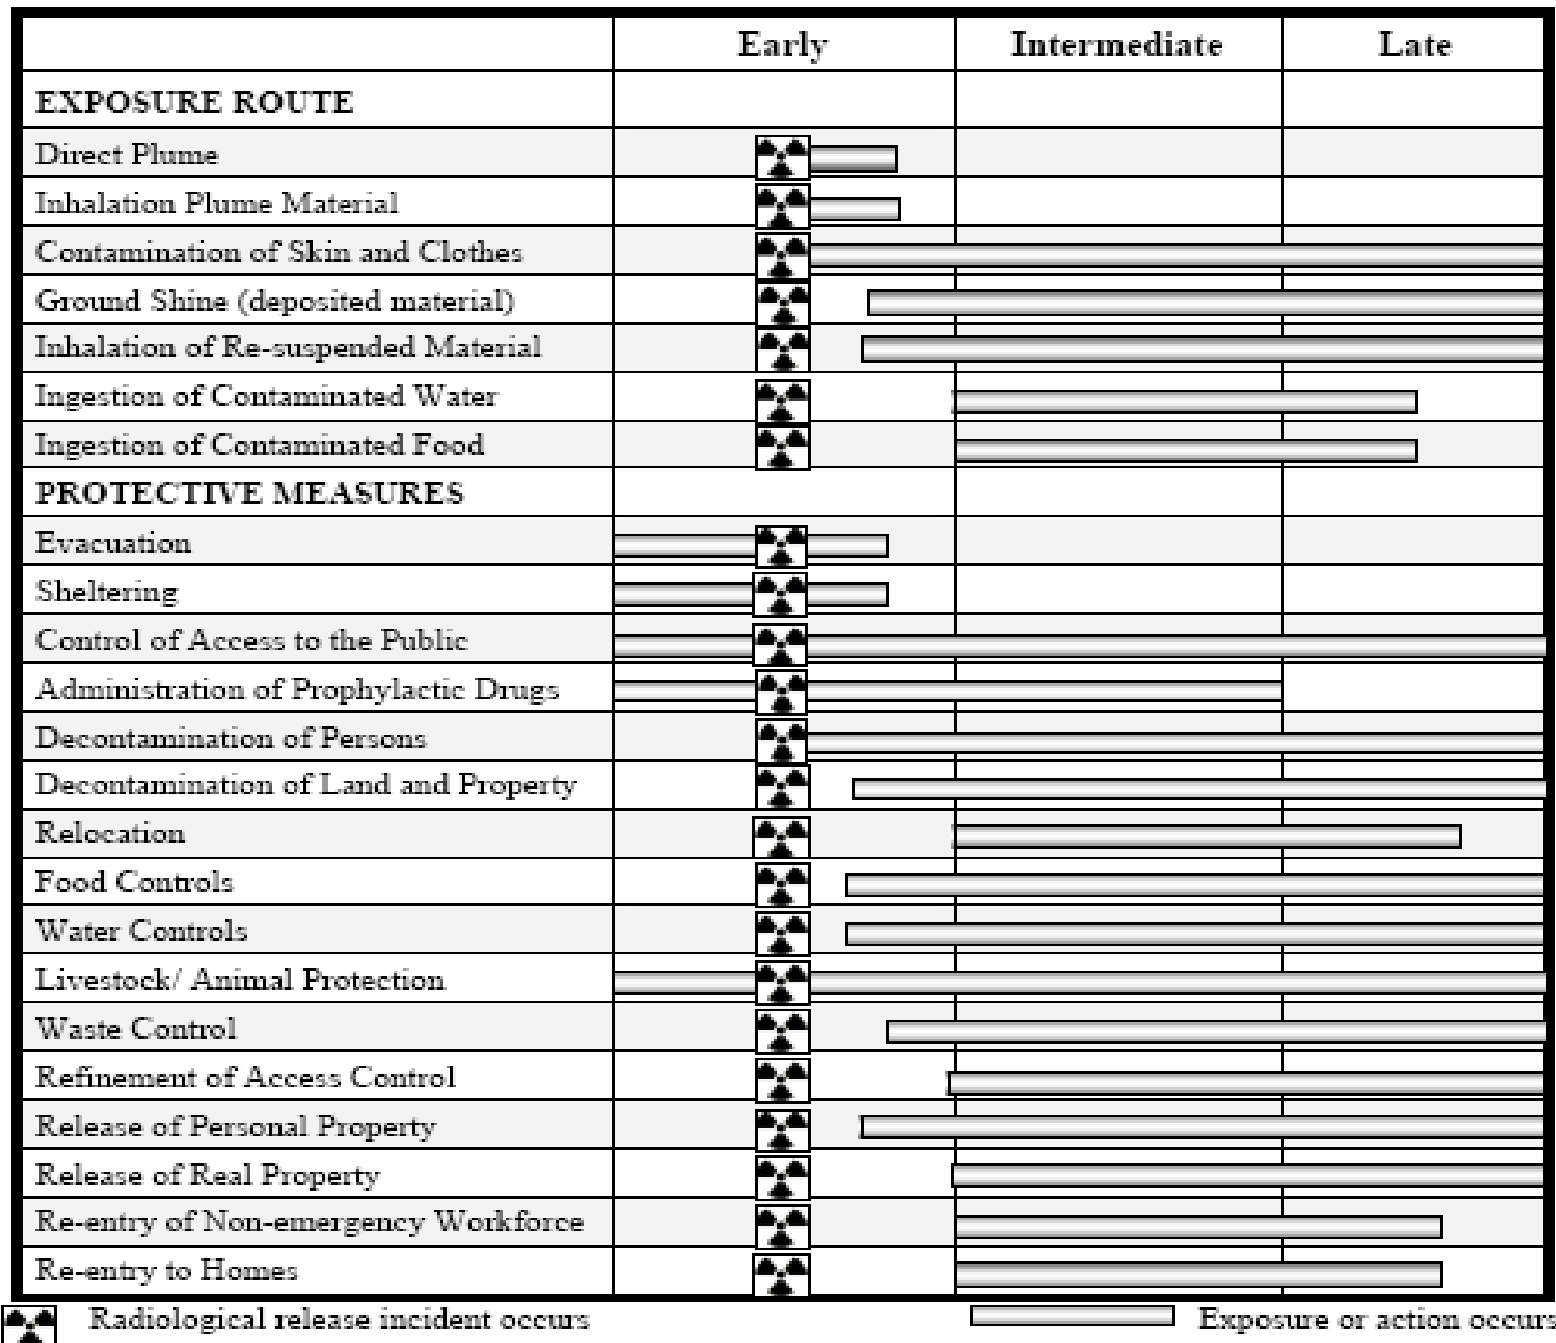 Early Intermediate Late
EXPOSURE ROUTE
Direct Plume
Inhalation Plume Material
Contamination of Skin and Clothes
Ground Shine (deposited material)
Inhalation of Re-suspended Material
Ingestion of Contaminated Water
Ingestion of Contaminated Food
PROTECTIVE MEASURES
Evacuation
Sheltering
Control of Access to the Public
Administration of Prophylactic Drugs
Decontamination of Persons
Decontamination of Land and Property
Relocation
Food Controls
Water Controls
Livestock/ Animal Protection
Waste Control
Refinement of Access Control
Release of Personal Property
Release of Real Property
Re-entry of Non-emergency Workforce
Re-entry to Homes
Radiological release incident occurs Exposure or action occurs